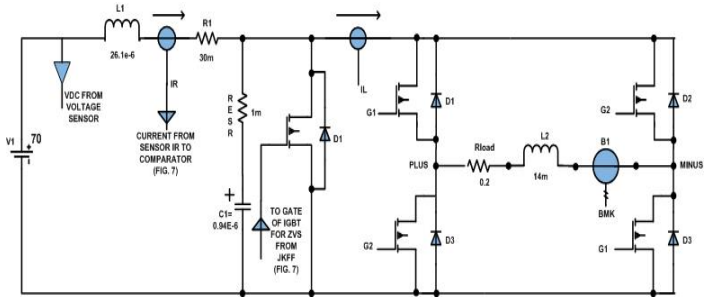 L1
26.1e-6
R1
30m
IR
VDC FROM
VOLTAGE
SENSOR
CURRENT FROM
SENSOR IR TO
COMPARATOR
(FIG. 7)
V1
+
70
R
E
S
R
1m
+
C1=
0.94E-6
D1
TO GATE
OF IGBT
FOR ZVS
FROM
JKFF
(FIG. 7)
IL
G1
D1
G2
D2
PLUS
Rload
0.2
L2
14m
B1
BMK
MINUS
G2
D3
G1
D3